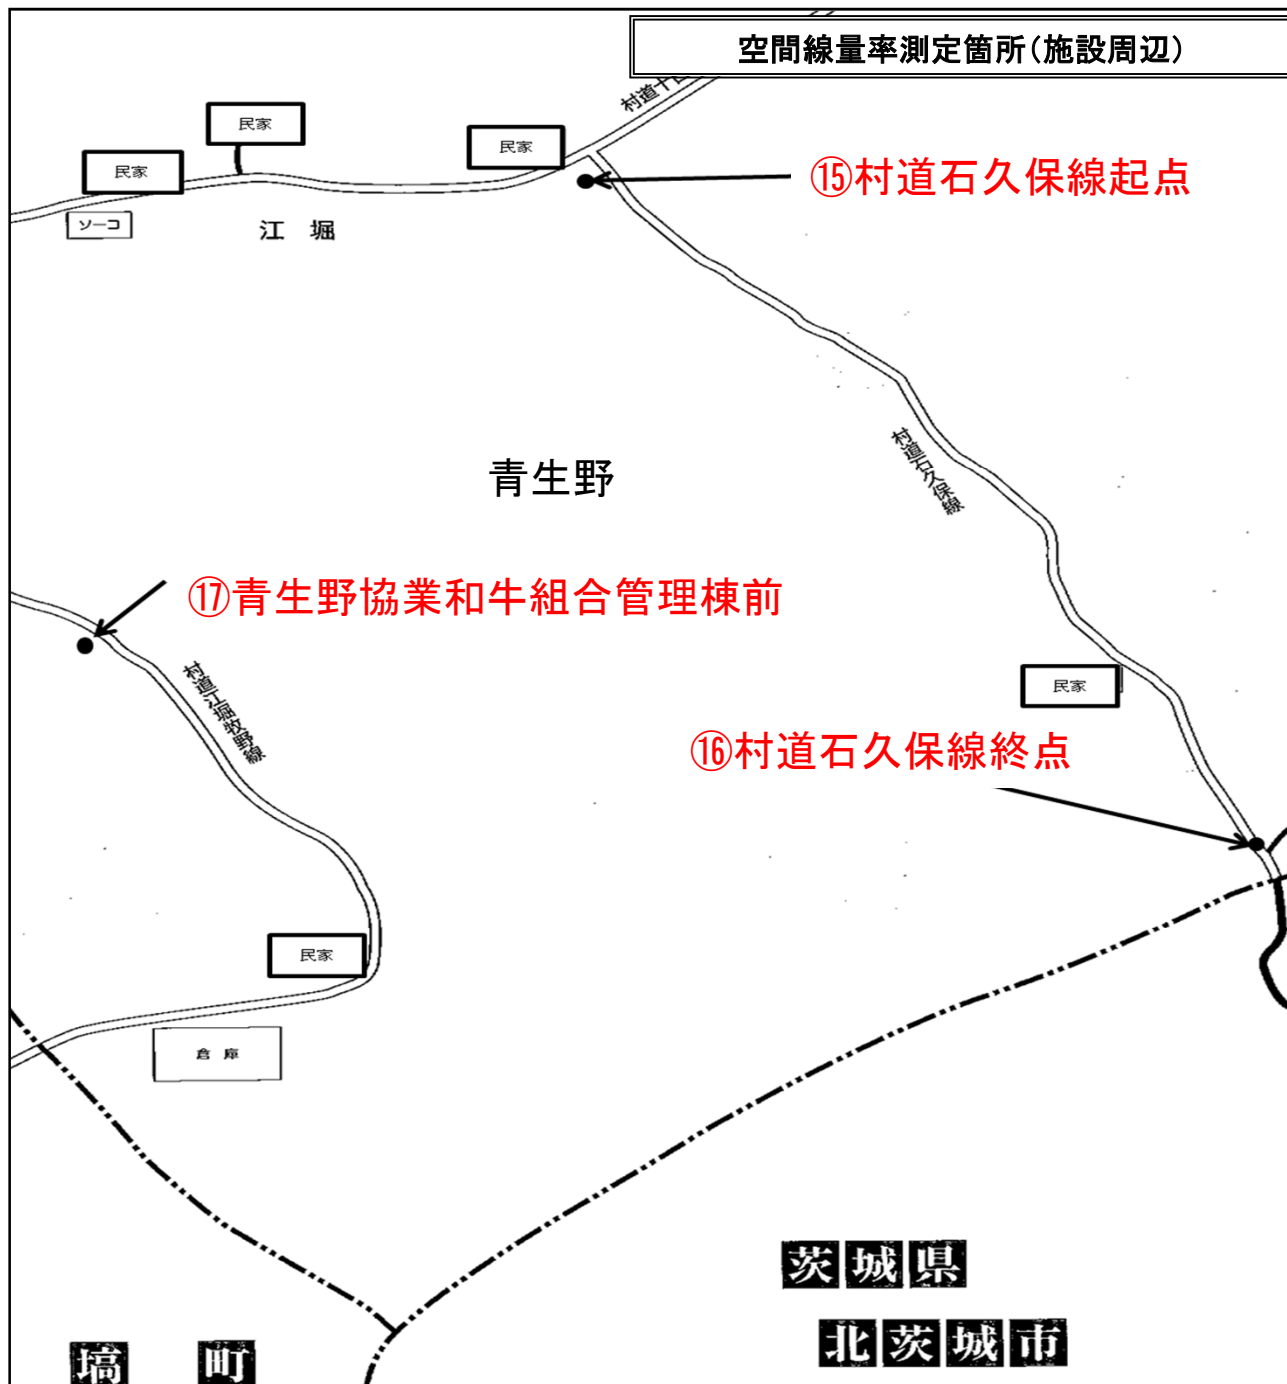 空間線量率測定箇所(施設周辺)
村道十
民家
民家
民家
⑮村道石久保線起点
ソーコ
江 堀
村道石久保線
青生野
⑰青生野協業和牛組合管理棟前
村道江堀牧野線
民家
⑯村道石久保線終点
民家
倉 庫
茨城県
北茨城市
塙 町